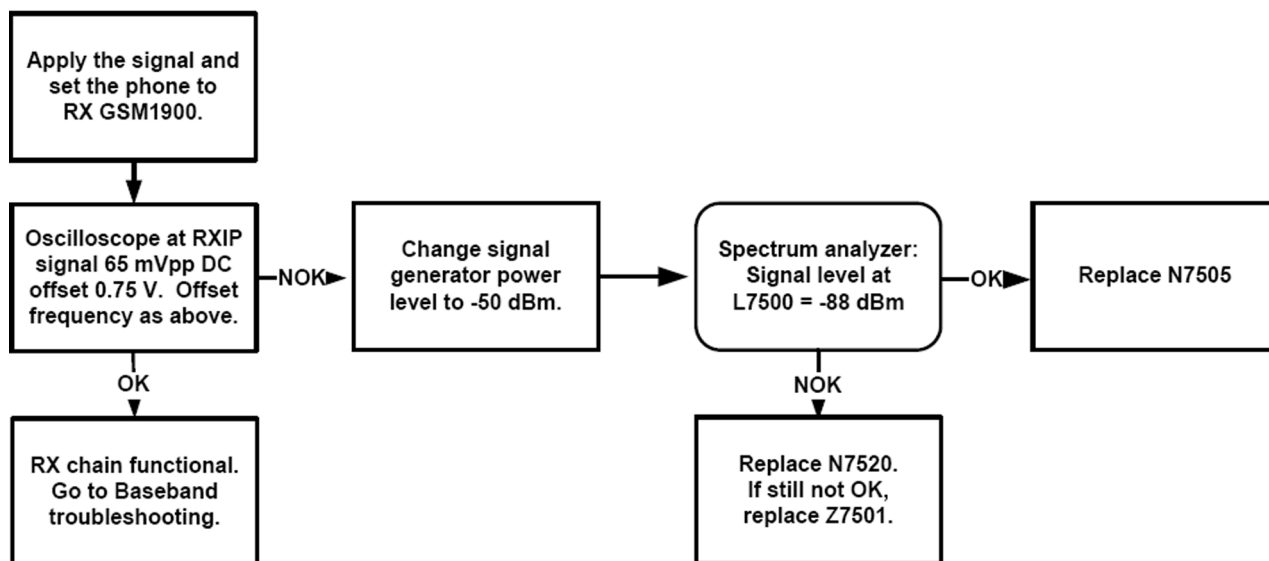 Apply the signal and
set the phone to
RX GSM1900.
Oscilloscope at RXIP
signal 65 mVpp DC
offset 0.75 V.  Offset
frequency as above.
NOK
Change signal
generator power
level to -50 dBm.
Spectrum analyzer:
Signal level at
L7500 = -88 dBm
OK
Replace N7505
OK
RX chain functional.
Go to Baseband
troubleshooting.
NOK
Replace N7520.
If still not OK,
replace Z7501.